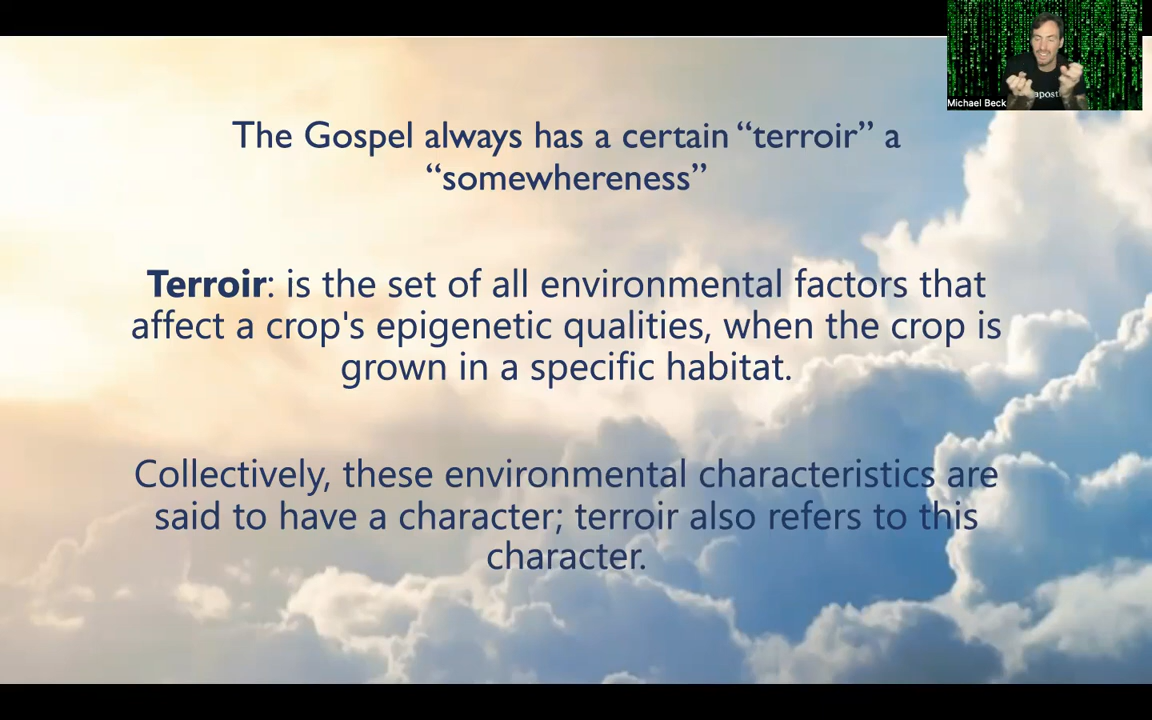 The Gospel always has a certain “terroir” a
“somewhereness”
Terroir: is the set of all environmental factors that
affect a crop's epigenetic qualities, when the crop is
grown in a specific habitat.
Collectively, these environmental characteristics are
said to have a character; terroir also refers to this
character.
apost
Michael Beck